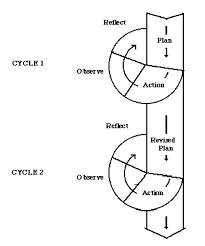 Reflect
Plan
CYCLE 1
Observe
Action
Reflect
Revised
Plan
CYCLE 2
Observe
Action